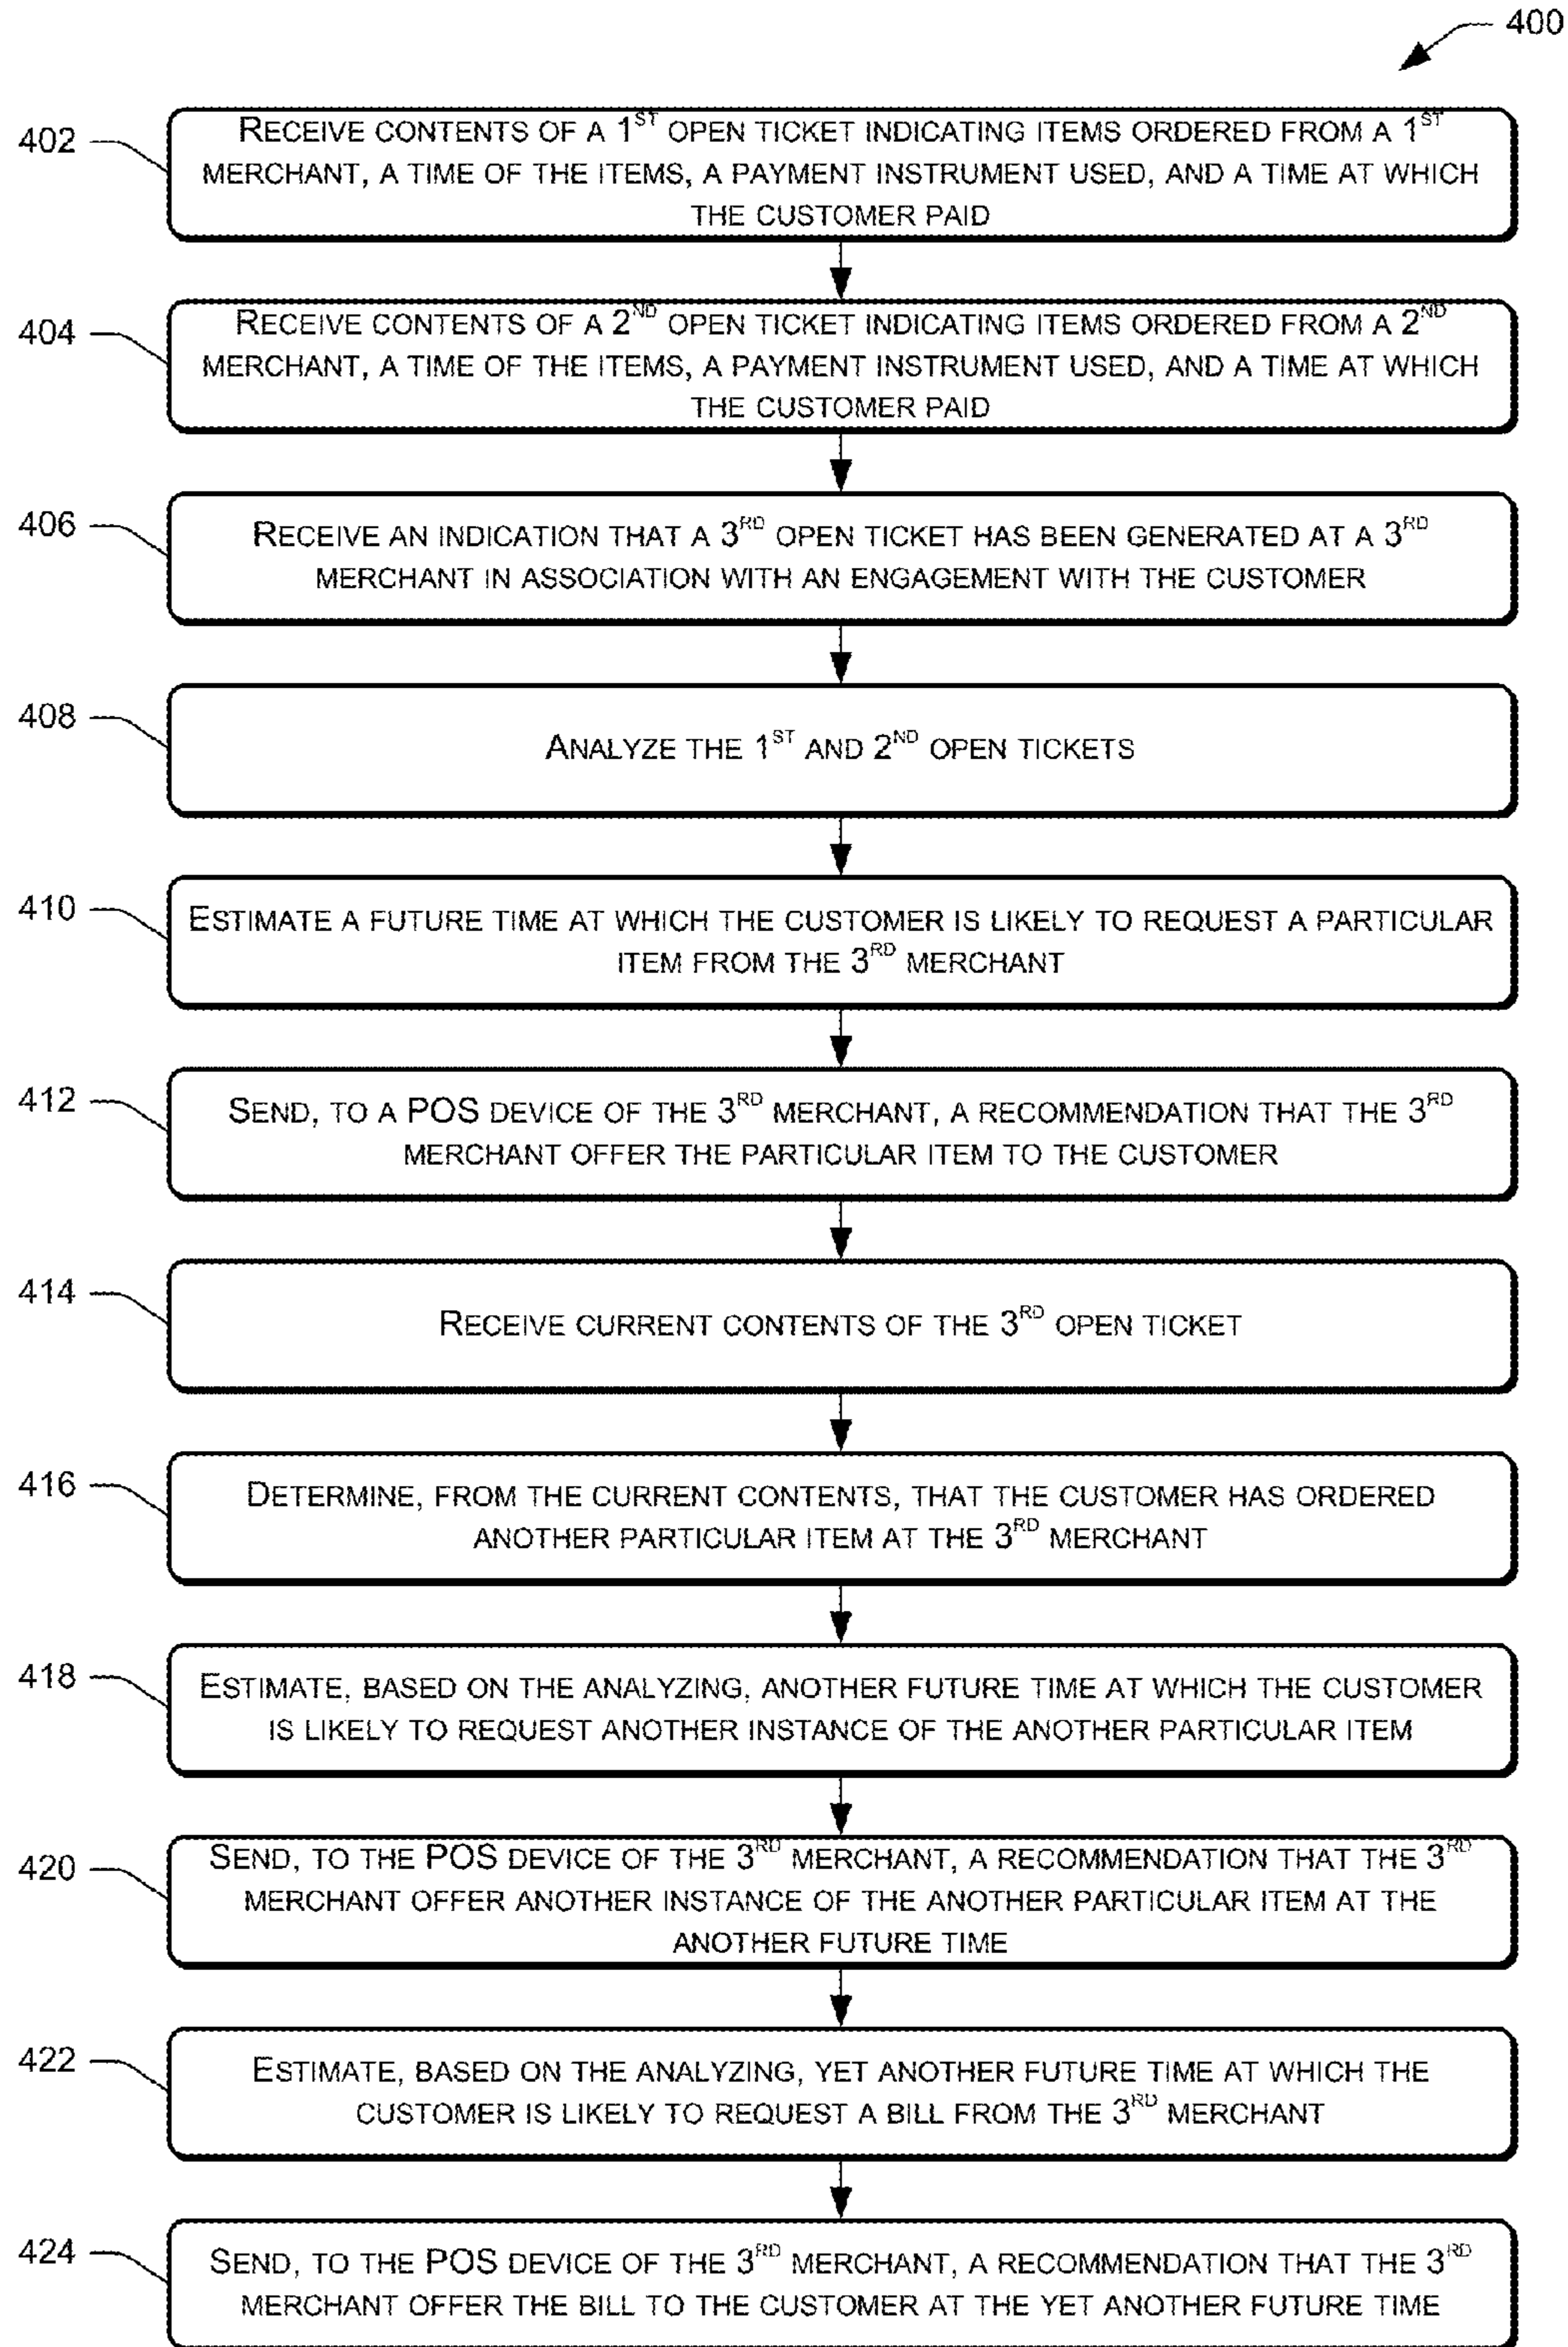 400
402
RECEIVE CONTENTS OF A 1ST OPEN TICKET INDICATING ITEMS ORDERED FROM A 1ST
MERCHANT, A TIME OF THE ITEMS, A PAYMENT INSTRUMENT USED, AND A TIME AT WHICH
THE CUSTOMER PAID
404
RECEIVE CONTENTS OF A 2ND OPEN TICKET INDICATING ITEMS ORDERED FROM A 2ND
MERCHANT, A TIME OF THE ITEMS, A PAYMENT INSTRUMENT USED, AND A TIME AT WHICH
THE CUSTOMER PAID
406
RECEIVE AN INDICATION THAT A 3RD OPEN TICKET HAS BEEN GENERATED AT A 3RD
MERCHANT IN ASSOCIATION WITH AN ENGAGEMENT WITH THE CUSTOMER
408
ANALYZE THE 1ST AND 2ND OPEN TICKETS
410
ESTIMATE A FUTURE TIME AT WHICH THE CUSTOMER IS LIKELY TO REQUEST A PARTICULAR
ITEM FROM THE 3RD MERCHANT
412
SEND, TO A POS DEVICE OF THE 3RD MERCHANT, A RECOMMENDATION THAT THE 3RD
MERCHANT OFFER THE PARTICULAR ITEM TO THE CUSTOMER
414
RECEIVE CURRENT CONTENTS OF THE 3RD OPEN TICKET
416
DETERMINE, FROM THE CURRENT CONTENTS, THAT THE CUSTOMER HAS ORDERED
ANOTHER PARTICULAR ITEM AT THE 3RD MERCHANT
418
ESTIMATE, BASED ON THE ANALYZING, ANOTHER FUTURE TIME AT WHICH THE CUSTOMER
IS LIKELY TO REQUEST ANOTHER INSTANCE OF THE ANOTHER PARTICULAR ITEM
420
SEND, TO THE POS DEVICE OF THE 3RD MERCHANT, A RECOMMENDATION THAT THE 3RD
MERCHANT OFFER ANOTHER INSTANCE OF THE ANOTHER PARTICULAR ITEM AT THE
ANOTHER FUTURE TIME
422
ESTIMATE, BASED ON THE ANALYZING, YET ANOTHER FUTURE TIME AT WHICH THE
CUSTOMER IS LIKELY TO REQUEST A BILL FROM THE 3RD MERCHANT
424
SEND, TO THE POS DEVICE OF THE 3RD MERCHANT, A RECOMMENDATION THAT THE 3RD
MERCHANT OFFER THE BILL TO THE CUSTOMER AT THE YET ANOTHER FUTURE TIME